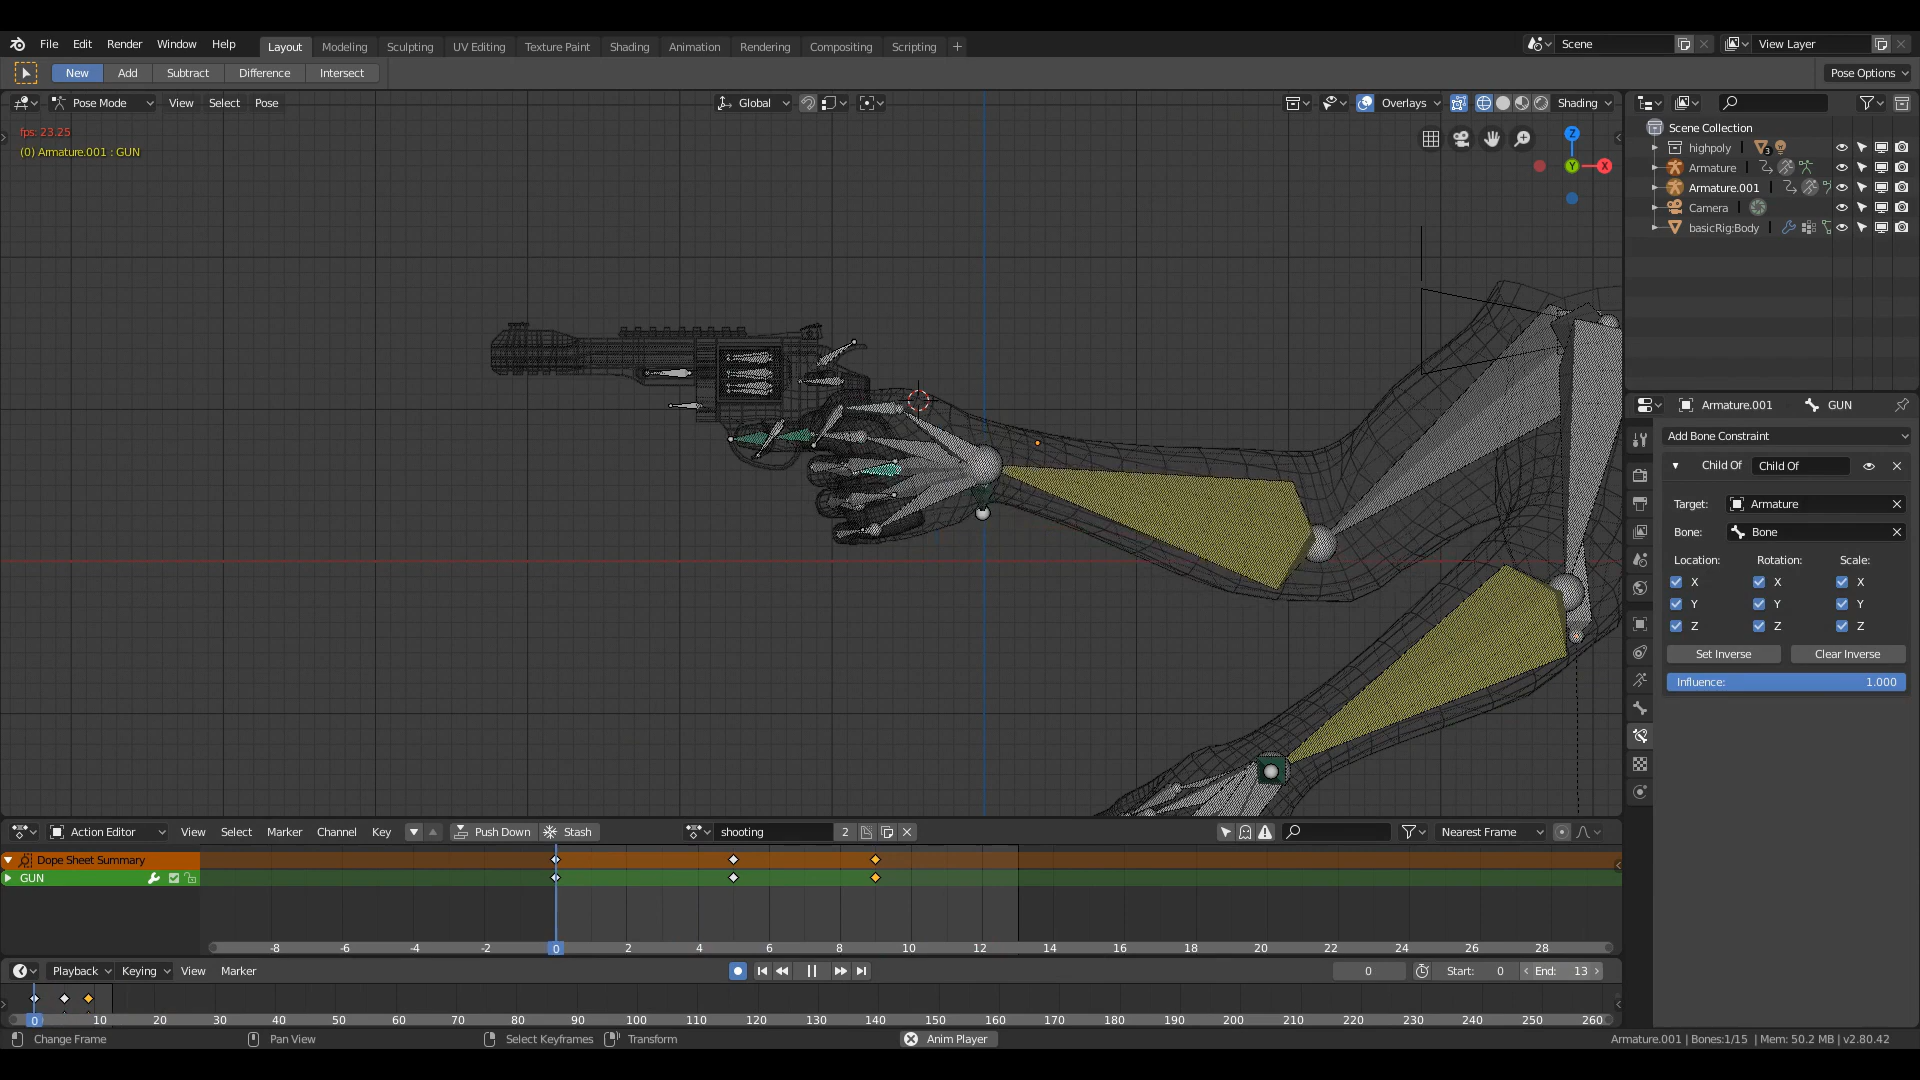 File Edit Render Window Help Layout Modeling Sculpting UV Editing Texture Paint Shading Animation Rendering Compositing Scripting + Scene View Layer
New Add Subtract Difference Intersect Pose Options
Pose Mode View Select Pose Global Overlays Shading
fps: 23.25
(0) Armature.001 : GUN
Z
Y X
Scene Collection
highpoly 3
Armature
Armature.001
Camera
basicRig:Body
Armature.001 GUN
Add Bone Constraint
Child Of Child Of
Target: Armature
Bone: Bone
Location: Rotation: Scale:
X X X
Y Y Y
Z Z Z
Set Inverse Clear Inverse
Influence: 1.000
Action Editor View Select Marker Channel Key Push Down Stash shooting 2 Nearest Frame
Dope Sheet Summary
GUN
-8 -6 -4 -2 0 2 4 6 8 10 12 14 16 18 20 22 24 26 28
Playback Keying View Marker 0 Start: 0 End: 13
0 10 20 30 40 50 60 70 80 90 100 110 120 130 140 150 160 170 180 190 200 210 220 230 240 250 260
Change Frame Pan View Select Keyframes Transform Anim Player Armature.001 | Bones:1/15 | Mem: 50.2 MB | v2.80.42